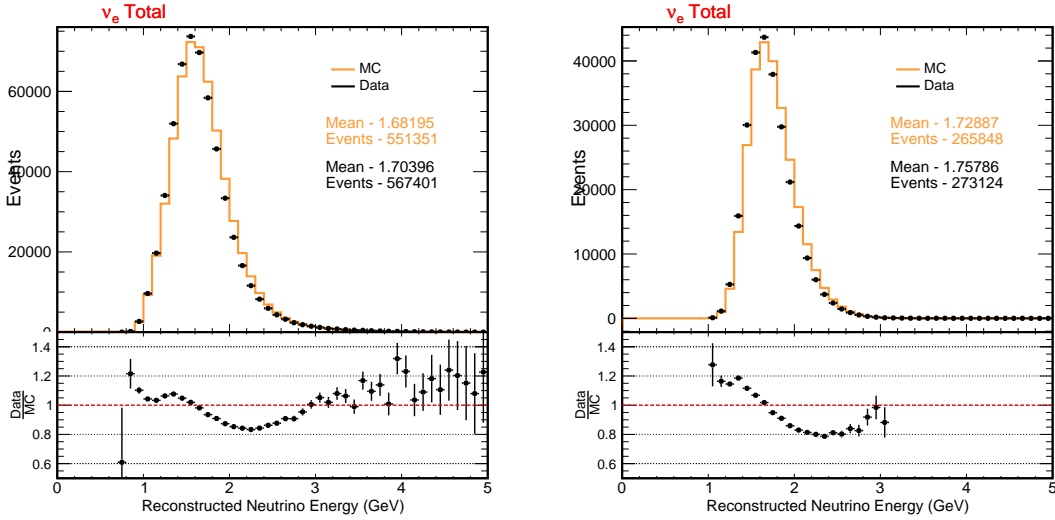 ν_e Total
MC
Data
Mean - 1.68195
Events - 551351
Mean - 1.70396
Events - 567401
Events
60000
40000
20000
0
1.4
1.2
1
0.8
0.6
Data
MC
0 1 2 3 4 5
Reconstructed Neutrino Energy (GeV)
ν_e Total
MC
Data
Mean - 1.72887
Events - 265848
Mean - 1.75786
Events - 273124
Events
40000
30000
20000
10000
0
1.4
1.2
1
0.8
0.6
Data
MC
0 1 2 3 4 5
Reconstructed Neutrino Energy (GeV)